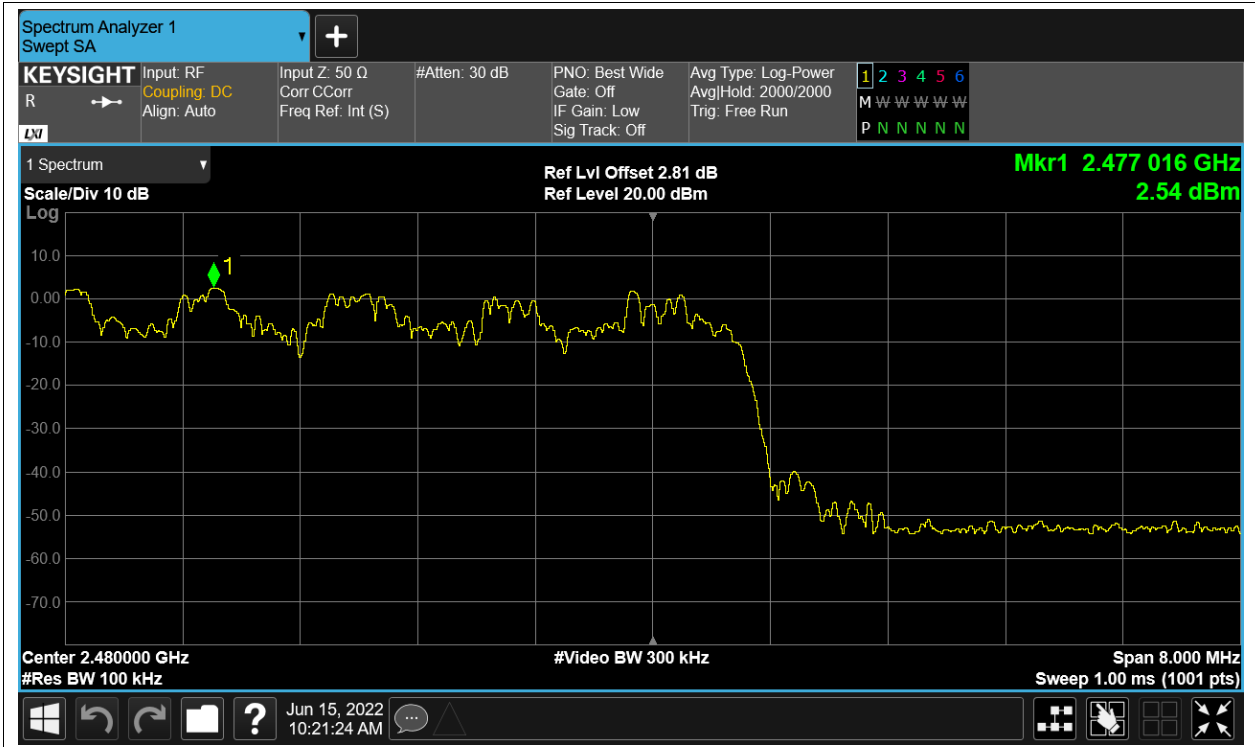 Spectrum Analyzer 1
Swept SA
KEYSIGHT
R
LXI
Input: RF
Coupling: DC
Align: Auto
Input Z: 50 Ω
Corr CCorr
Freq Ref: Int (S)
#Atten: 30 dB
PNO: Best Wide
Gate: Off
IF Gain: Low
Sig Track: Off
Avg Type: Log-Power
Avg|Hold: 2000/2000
Trig: Free Run
1 2 3 4 5 6
M W W W W W
P N N N N N
1 Spectrum
Scale/Div 10 dB
Log
Ref Lvl Offset 2.81 dB
Ref Level 20.00 dBm
Mkr1 2.477 016 GHz
2.54 dBm
1
10.0
0.00
-10.0
-20.0
-30.0
-40.0
-50.0
-60.0
-70.0
Center 2.480000 GHz
#Res BW 100 kHz
#Video BW 300 kHz
Span 8.000 MHz
Sweep 1.00 ms (1001 pts)
?
Jun 15, 2022
10:21:24 AM